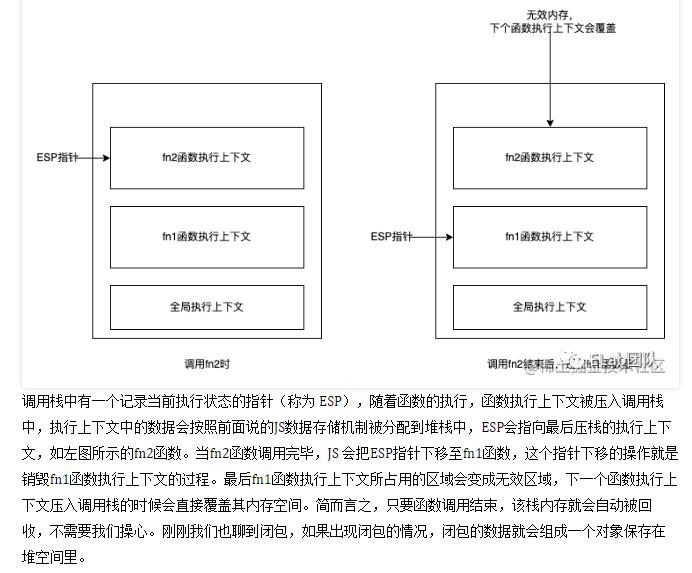 无效内存，
下个函数执行上下文会覆盖
fn2函数执行上下文
fn2函数执行上下文
ESP指针
fn1函数执行上下文
ESP指针
fn1函数执行上下文
全局执行上下文
全局执行上下文
调用fn2时
调用fn2结束后，
ELab团队
@稀土掘金技术社区
调用栈中有一个记录当前执行状态的指针（称为 ESP），随着函数的执行，函数执行上下文被压入调用栈
中，执行上下文中的数据会按照前面说的JS数据存储机制被分配到堆栈中，ESP会指向最后压栈的执行上下
文，如左图所示的fn2函数。当fn2函数调用完毕，JS 会把ESP指针下移至fn1函数，这个指针下移的操作就是
销毁fn1函数执行上下文的过程。最后fn1函数执行上下文所占用的区域会变成无效区域，下一个函数执行上
下文压入调用栈的时候会直接覆盖其内存空间。简而言之，只要函数调用结束，该栈内存就会自动被回
收，不需要我们操心。刚刚我们也聊到闭包，如果出现闭包的情况，闭包的数据就会组成一个对象保存在
堆空间里。